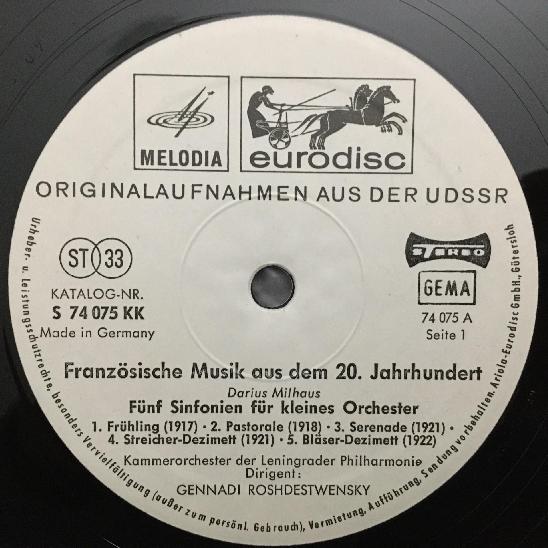 MELODIA
eurodisc
ORIGINALAUFNAHMEN AUS DER UDSSR
ST 33
STEREO
KATALOG-NR.
GEMA
S 74 075 KK
74 075 A
Made in Germany
Seite 1
Französische Musik aus dem 20. Jahrhundert
Darius Milhaus
Fünf Sinfonien für kleines Orchester
1. Frühling (1917) · 2. Pastorale (1918) · 3. Serenade (1921) ·
4. Streicher-Dezimett (1921) · 5. Bläser-Dezimett (1922)
Kammerorchester der Leningrader Philharmonie
Dirigent:
GENNADI ROSHDESTWENSKY
Urheber- u. Leistungsschutzrechte, besonders Vervielfältigung (außer zum persönl. Gebrauch), Vermietung, Aufführung, Sendung vorbehalten. Ariola-Eurodisc GmbH., Gütersloh